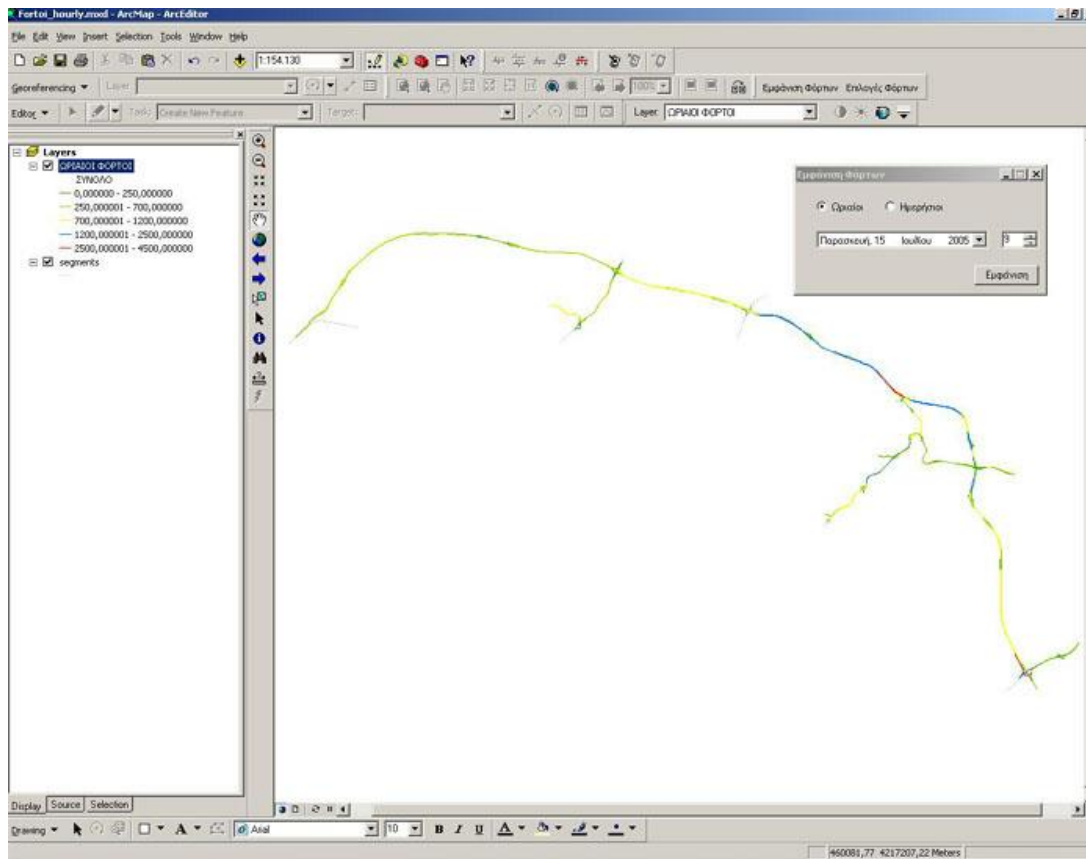 Fortoi_hourly.mxd - ArcMap - ArcEditor
File Edit View Insert Selection Tools Window Help
1:154.130
Georeferencing Layer 100% Εμφάνιση Φόρτων Επιλογές Φόρτων
Editor Task: Create New Feature Target: Layer: ΩΡΙΑΙΟΙ ΦΟΡΤΟΙ
Layers
ΩΡΙΑΙΟΙ ΦΟΡΤΟΙ
ΣΥΝΟΛΟ
0,000000 - 250,000000
250,000001 - 700,000000
700,000001 - 1200,000000
1200,000001 - 2500,000000
2500,000001 - 4500,000000
segments
Εμφάνιση Φόρτων
Ωριαίοι Ημερήσιοι
Παρασκευή, 15 Ιουλίου 2005 9
Εμφάνιση
Display Source Selection
Drawing A Arial 10 B I U A
460081,77 4217207,22 Meters